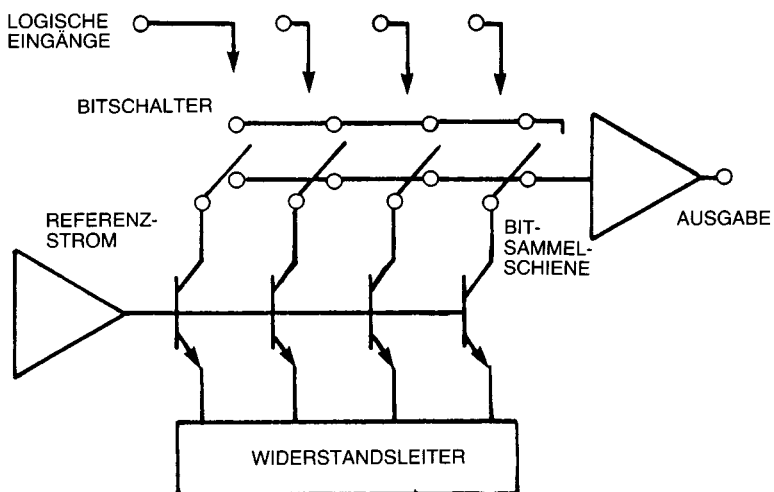 LOGISCHE
EINGÄNGE
BITSCHALTER
REFERENZ-
STROM
BIT-
SAMMEL-
SCHIENE
AUSGABE
WIDERSTANDSLEITER